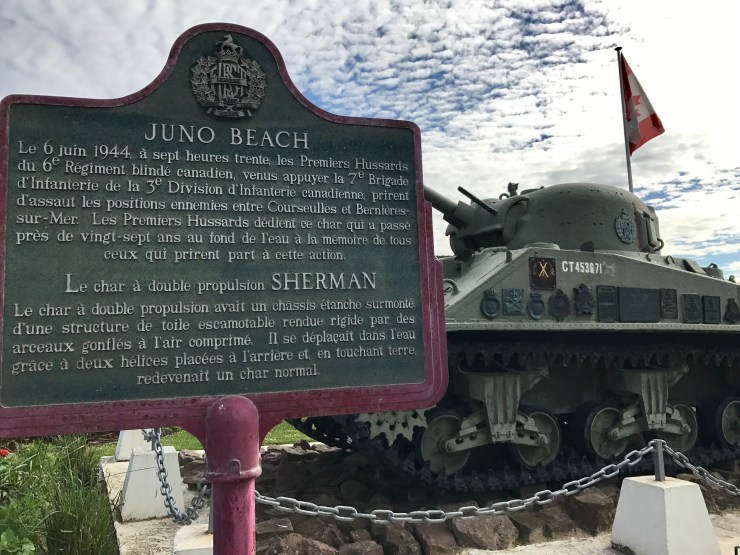 JUNO BEACH
Le 6 juin 1944, à sept heures trente, les Premiers Hussards
du 6e Régiment blinde canadien, venus appuyer la 7e Brigade
d'Infanterie de la 3e Division d'Infanterie canadienne, prirent
d'assaut les positions ennemies entre Courseulles et Bernieres-
sur-Mer. Les Premiers Hussards dédient ce char qui a passé
près de vingt-sept ans au fond de l'eau à la mémoire de tous
ceux qui prirent part à cette action.
Le char à double propulsion SHERMAN
Le char à double propulsion avait un châssis étanche surmonté
d'une structure de toile escamotable rendue rigide par des
arceaux gonflés à l'air comprimé. Il se déplaçait dans l'eau
grâce à deux hélices placées à l'arrière et, en touchant terre,
redevenait un char normal.
CT453671